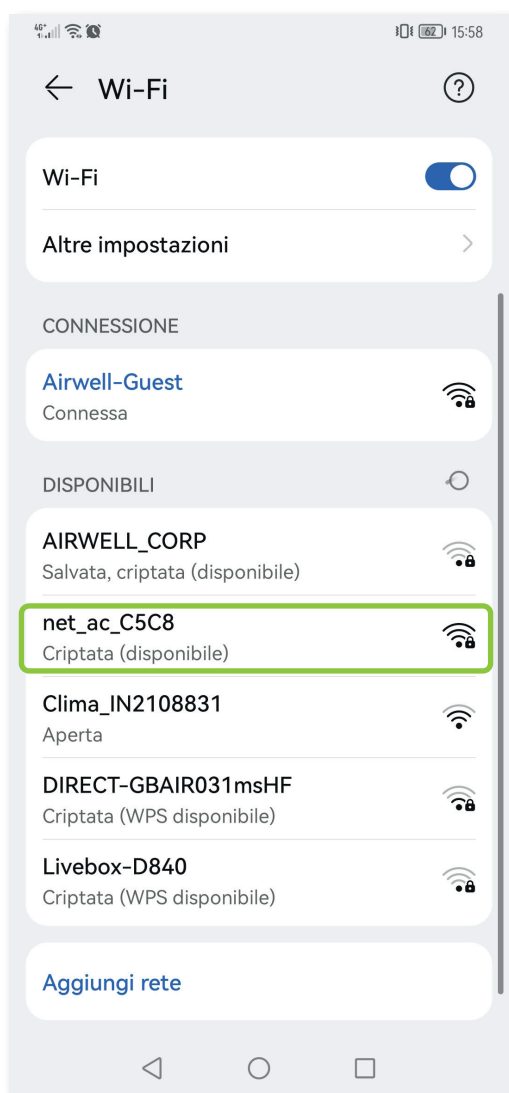 4G+ 62 15:58
Wi-Fi ?
Wi-Fi
Altre impostazioni
CONNESSIONE
Airwell-Guest
Connessa
DISPONIBILI
AIRWELL_CORP
Salvata, criptata (disponibile)
net_ac_C5C8
Criptata (disponibile)
Clima_IN2108831
Aperta
DIRECT-GBAIR031msHF
Criptata (WPS disponibile)
Livebox-D840
Criptata (WPS disponibile)
Aggiungi rete